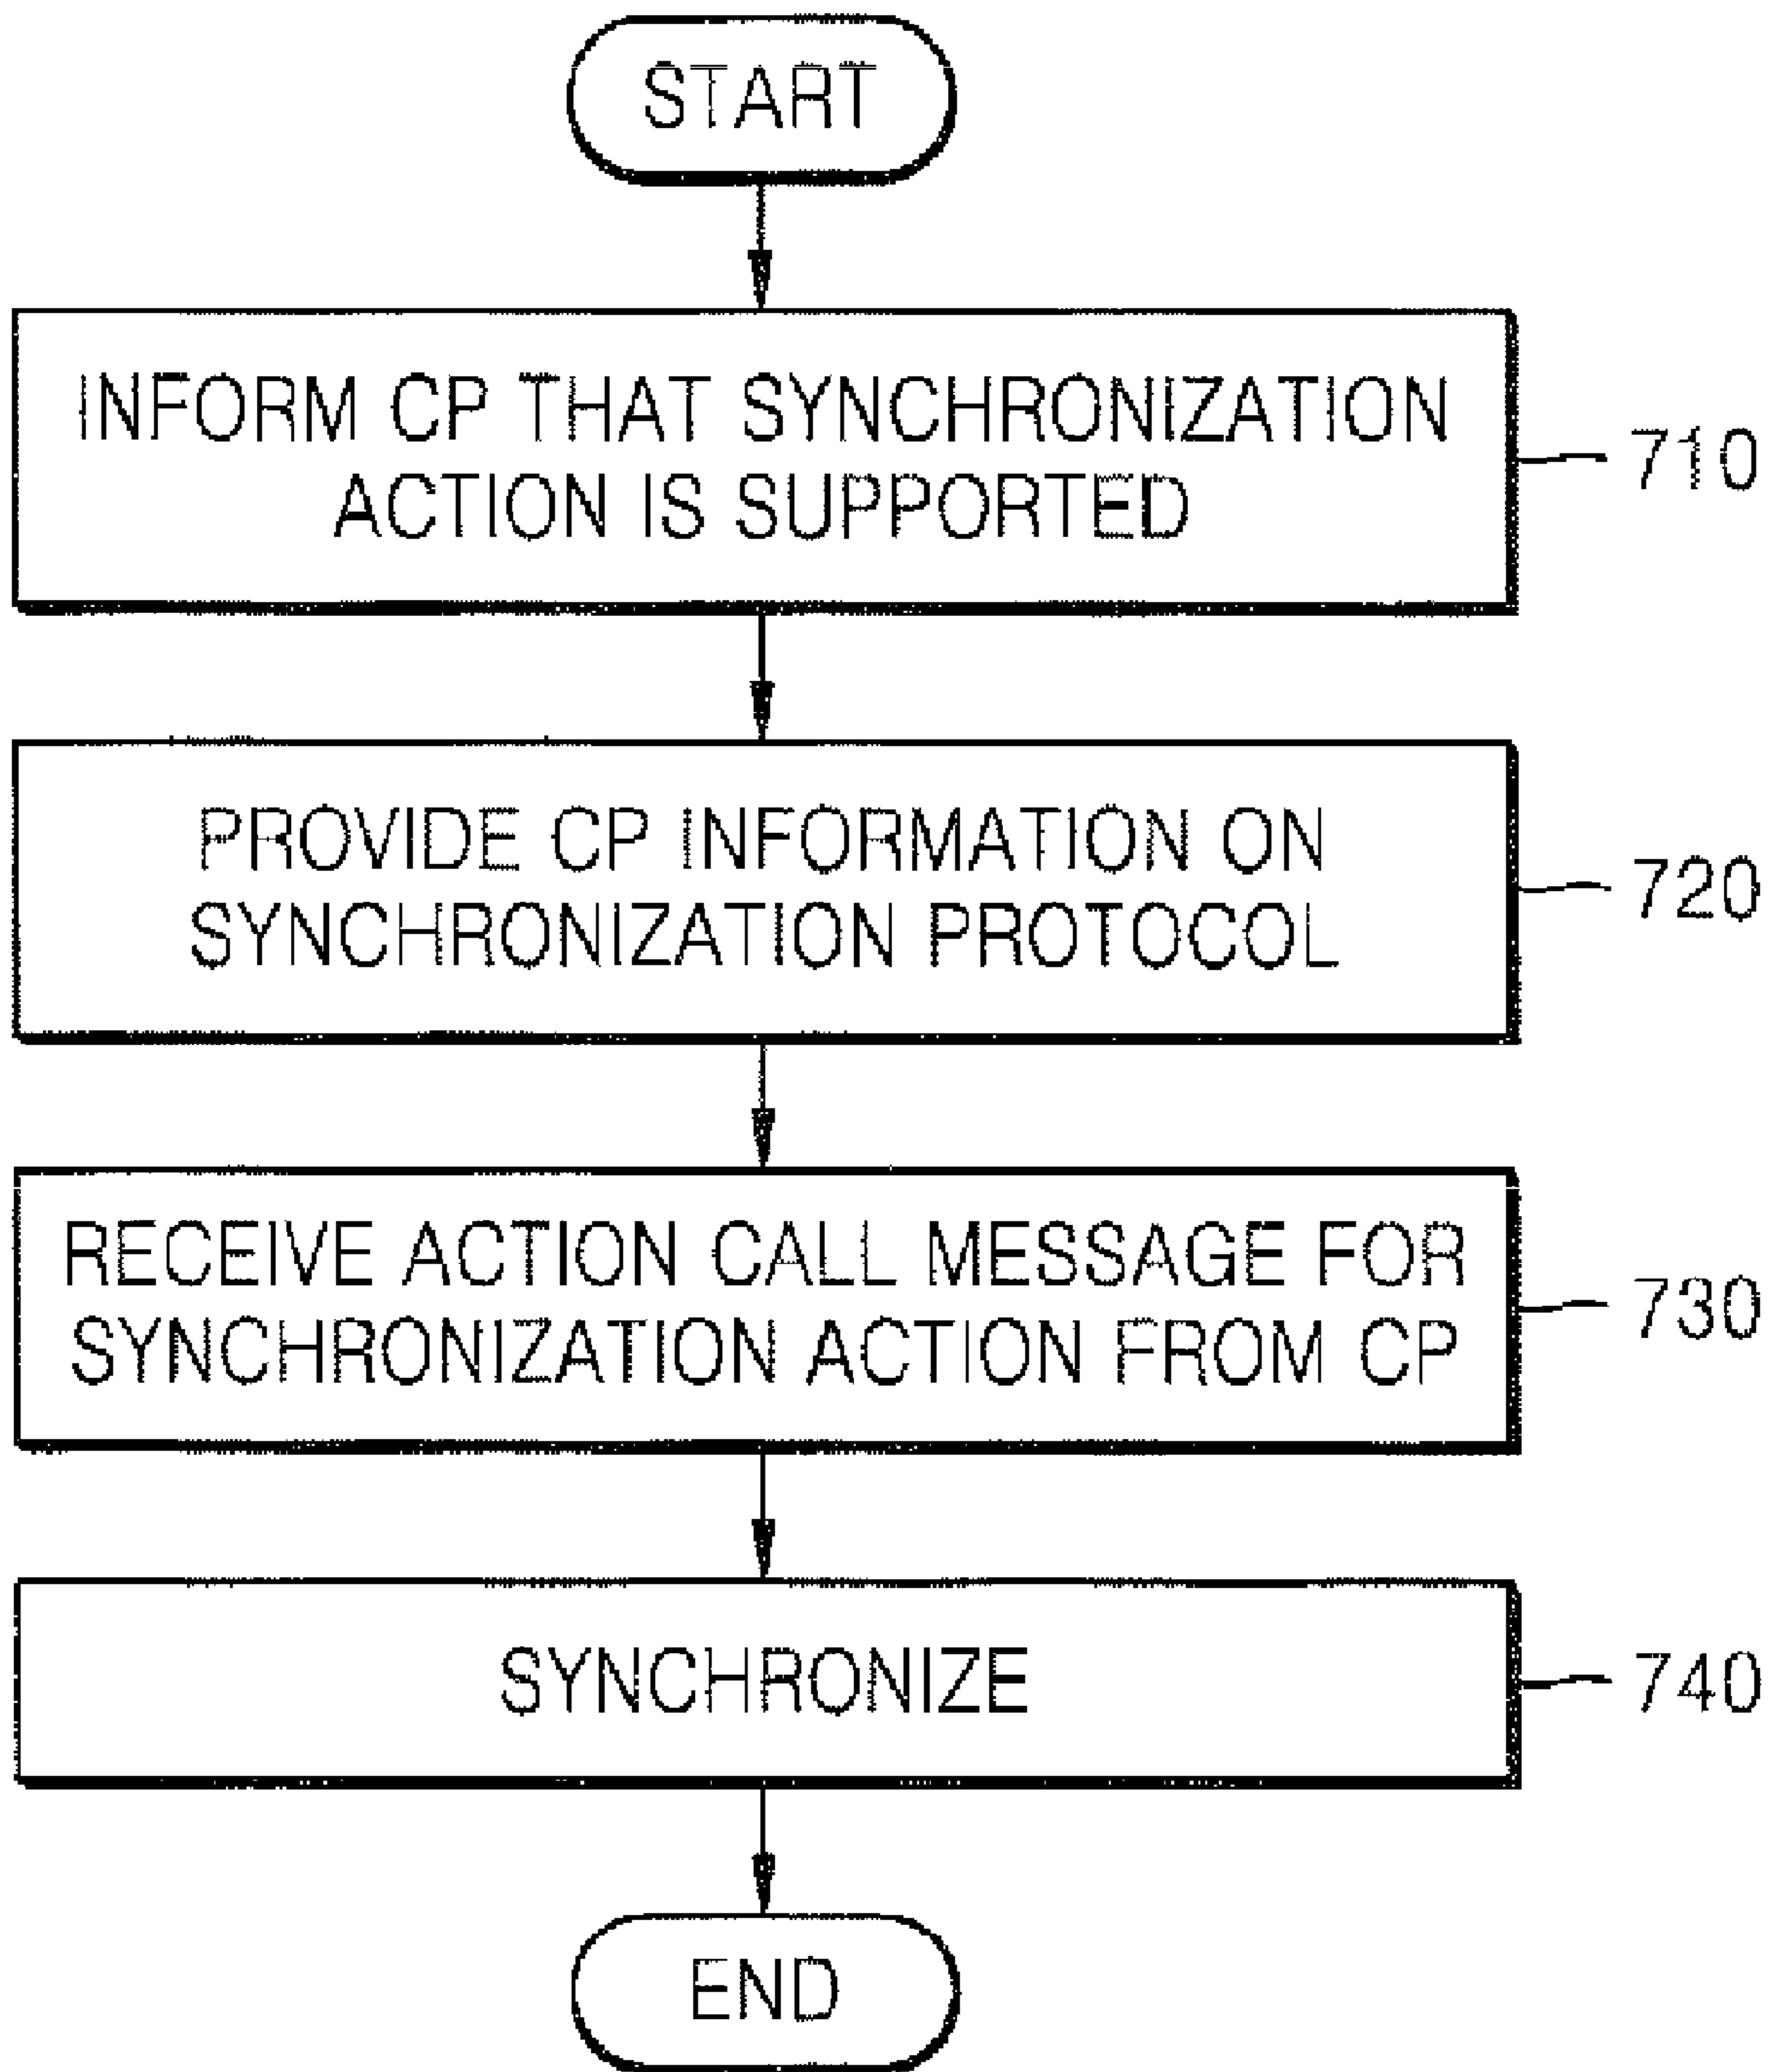 START
INFORM CP THAT SYNCHRONIZATION
ACTION IS SUPPORTED
710
PROVIDE CP INFORMATION ON
SYNCHRONIZATION PROTOCOL
720
RECEIVE ACTION CALL MESSAGE FOR
SYNCHRONIZATION ACTION FROM CP
730
SYNCHRONIZE
740
END